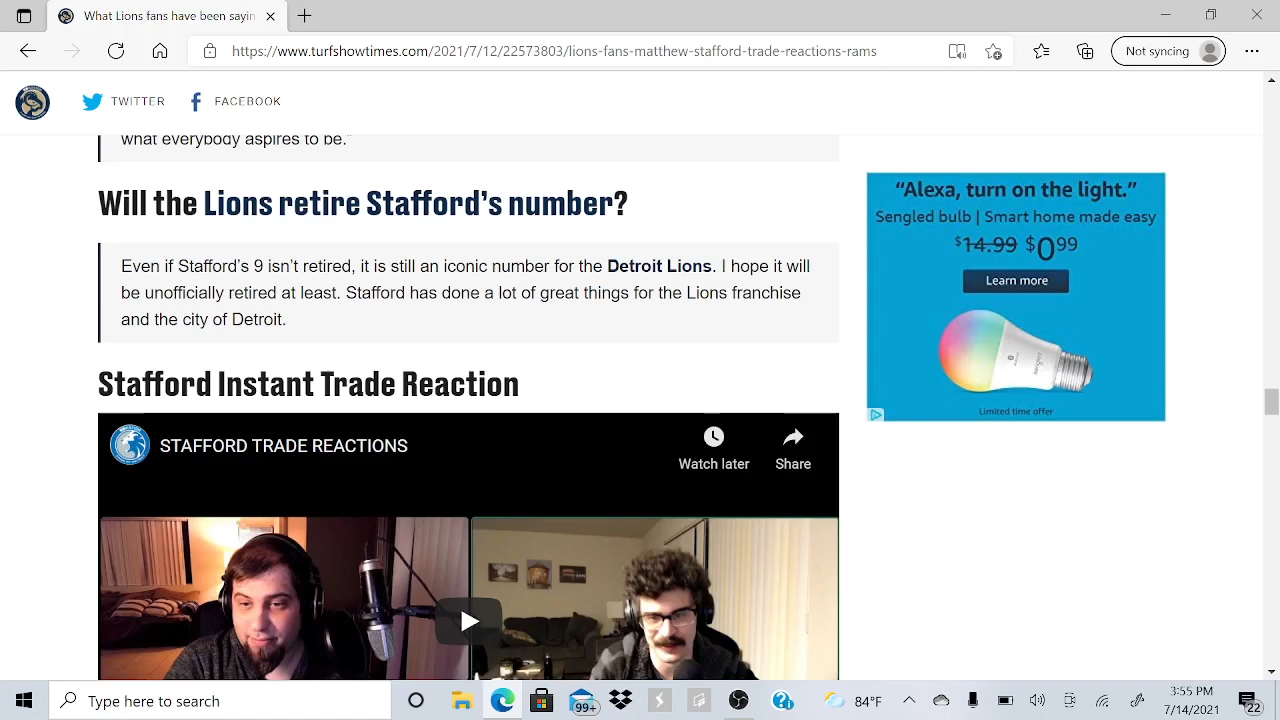 What Lions fans hem
https://www.turfshowtimes.com/2021/7/12/22573803/lions-fans-matthew-stafford-trade-reactions-rams
Not syncing
TWITTER
FACEBOOK
what everybody aspires to be."
Will the Lions retire Stafford's number?
Even if Stafford's 9 isn't retired, it is still an iconic number for the Detroit Lions. I hope it will
be unofficially retired at least. Stafford has done a lot of great things for the Lions franchise
and the city of Detroit.
Stafford Instant Trade Reaction
STAFFORD TRADE REACTIONS
Watch later
Share
"Alexa, turn on the light."
Sengled bulb | Smart home made easy
$14.99 $0.99
Learn more
Limited time offer
Type here to search
99+
84°F
3:55 PM
7/14/2021
22